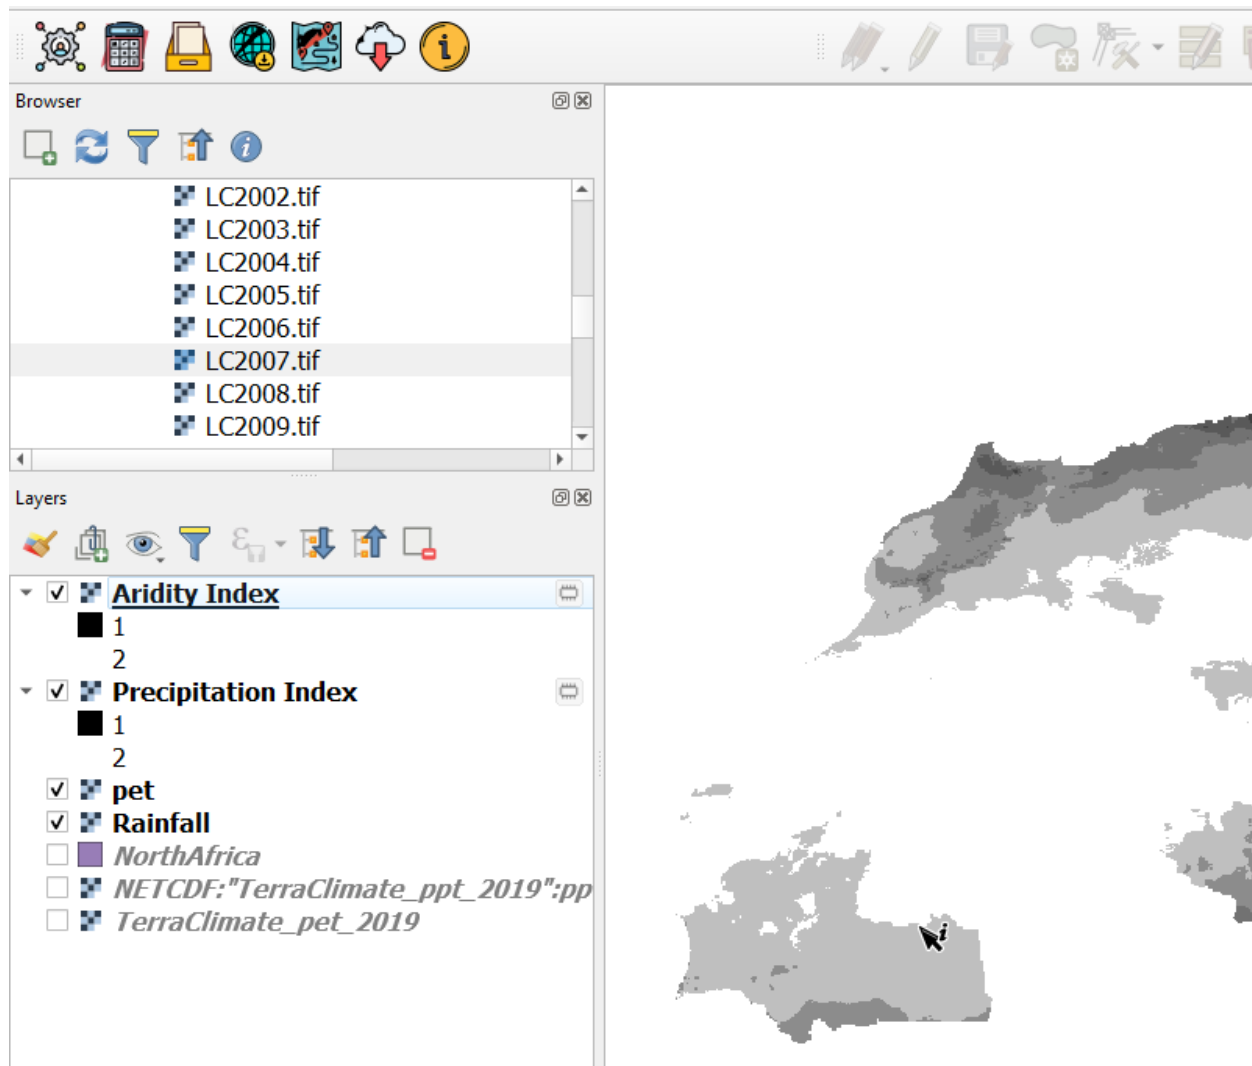 Browser
LC2002.tif
LC2003.tif
LC2004.tif
LC2005.tif
LC2006.tif
LC2007.tif
LC2008.tif
LC2009.tif
Layers
Aridity Index
1
2
Precipitation Index
1
2
pet
Rainfall
NorthAfrica
NETCDF:"TerraClimate_ppt_2019":pp
TerraClimate_pet_2019